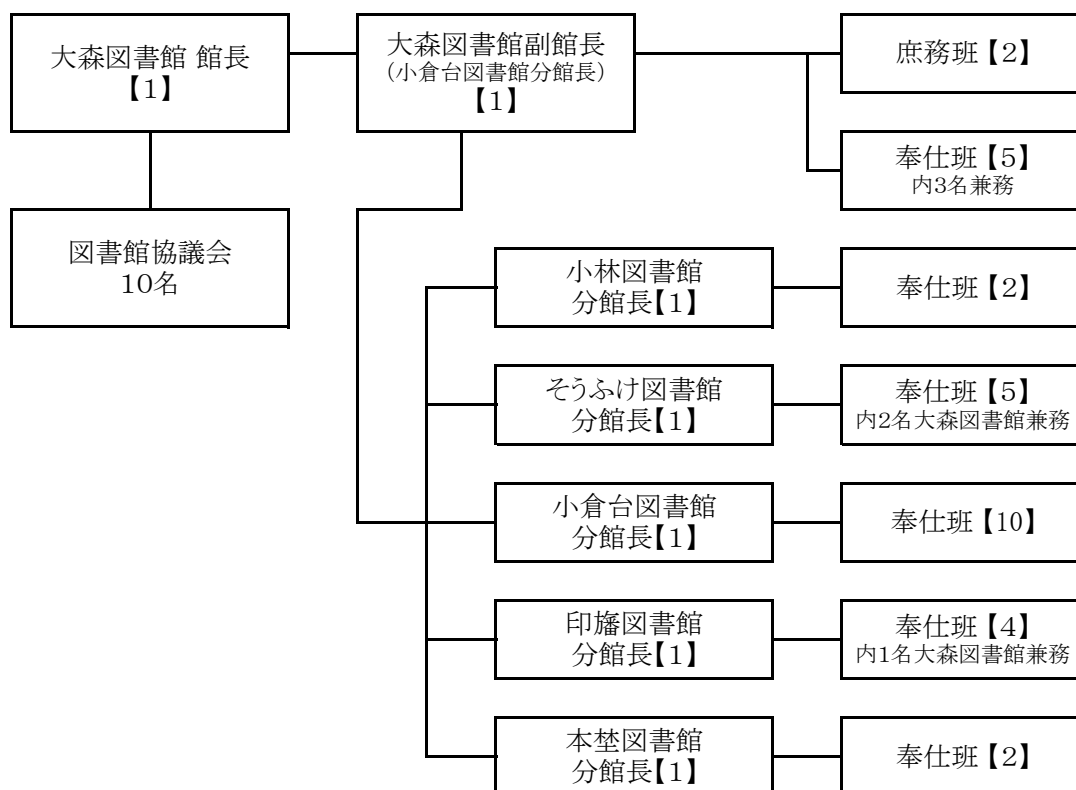 大森図書館 館長
【1】
大森図書館副館長
(小倉台図書館分館長)
【1】
庶務班【2】
奉仕班【5】
内3名兼務
図書館協議会
10名
小林図書館
分館長【1】
奉仕班【2】
そうふけ図書館
分館長【1】
奉仕班【5】
内2名大森図書館兼務
小倉台図書館
分館長【1】
奉仕班【10】
印旛図書館
分館長【1】
奉仕班【4】
内1名大森図書館兼務
本埜図書館
分館長【1】
奉仕班【2】